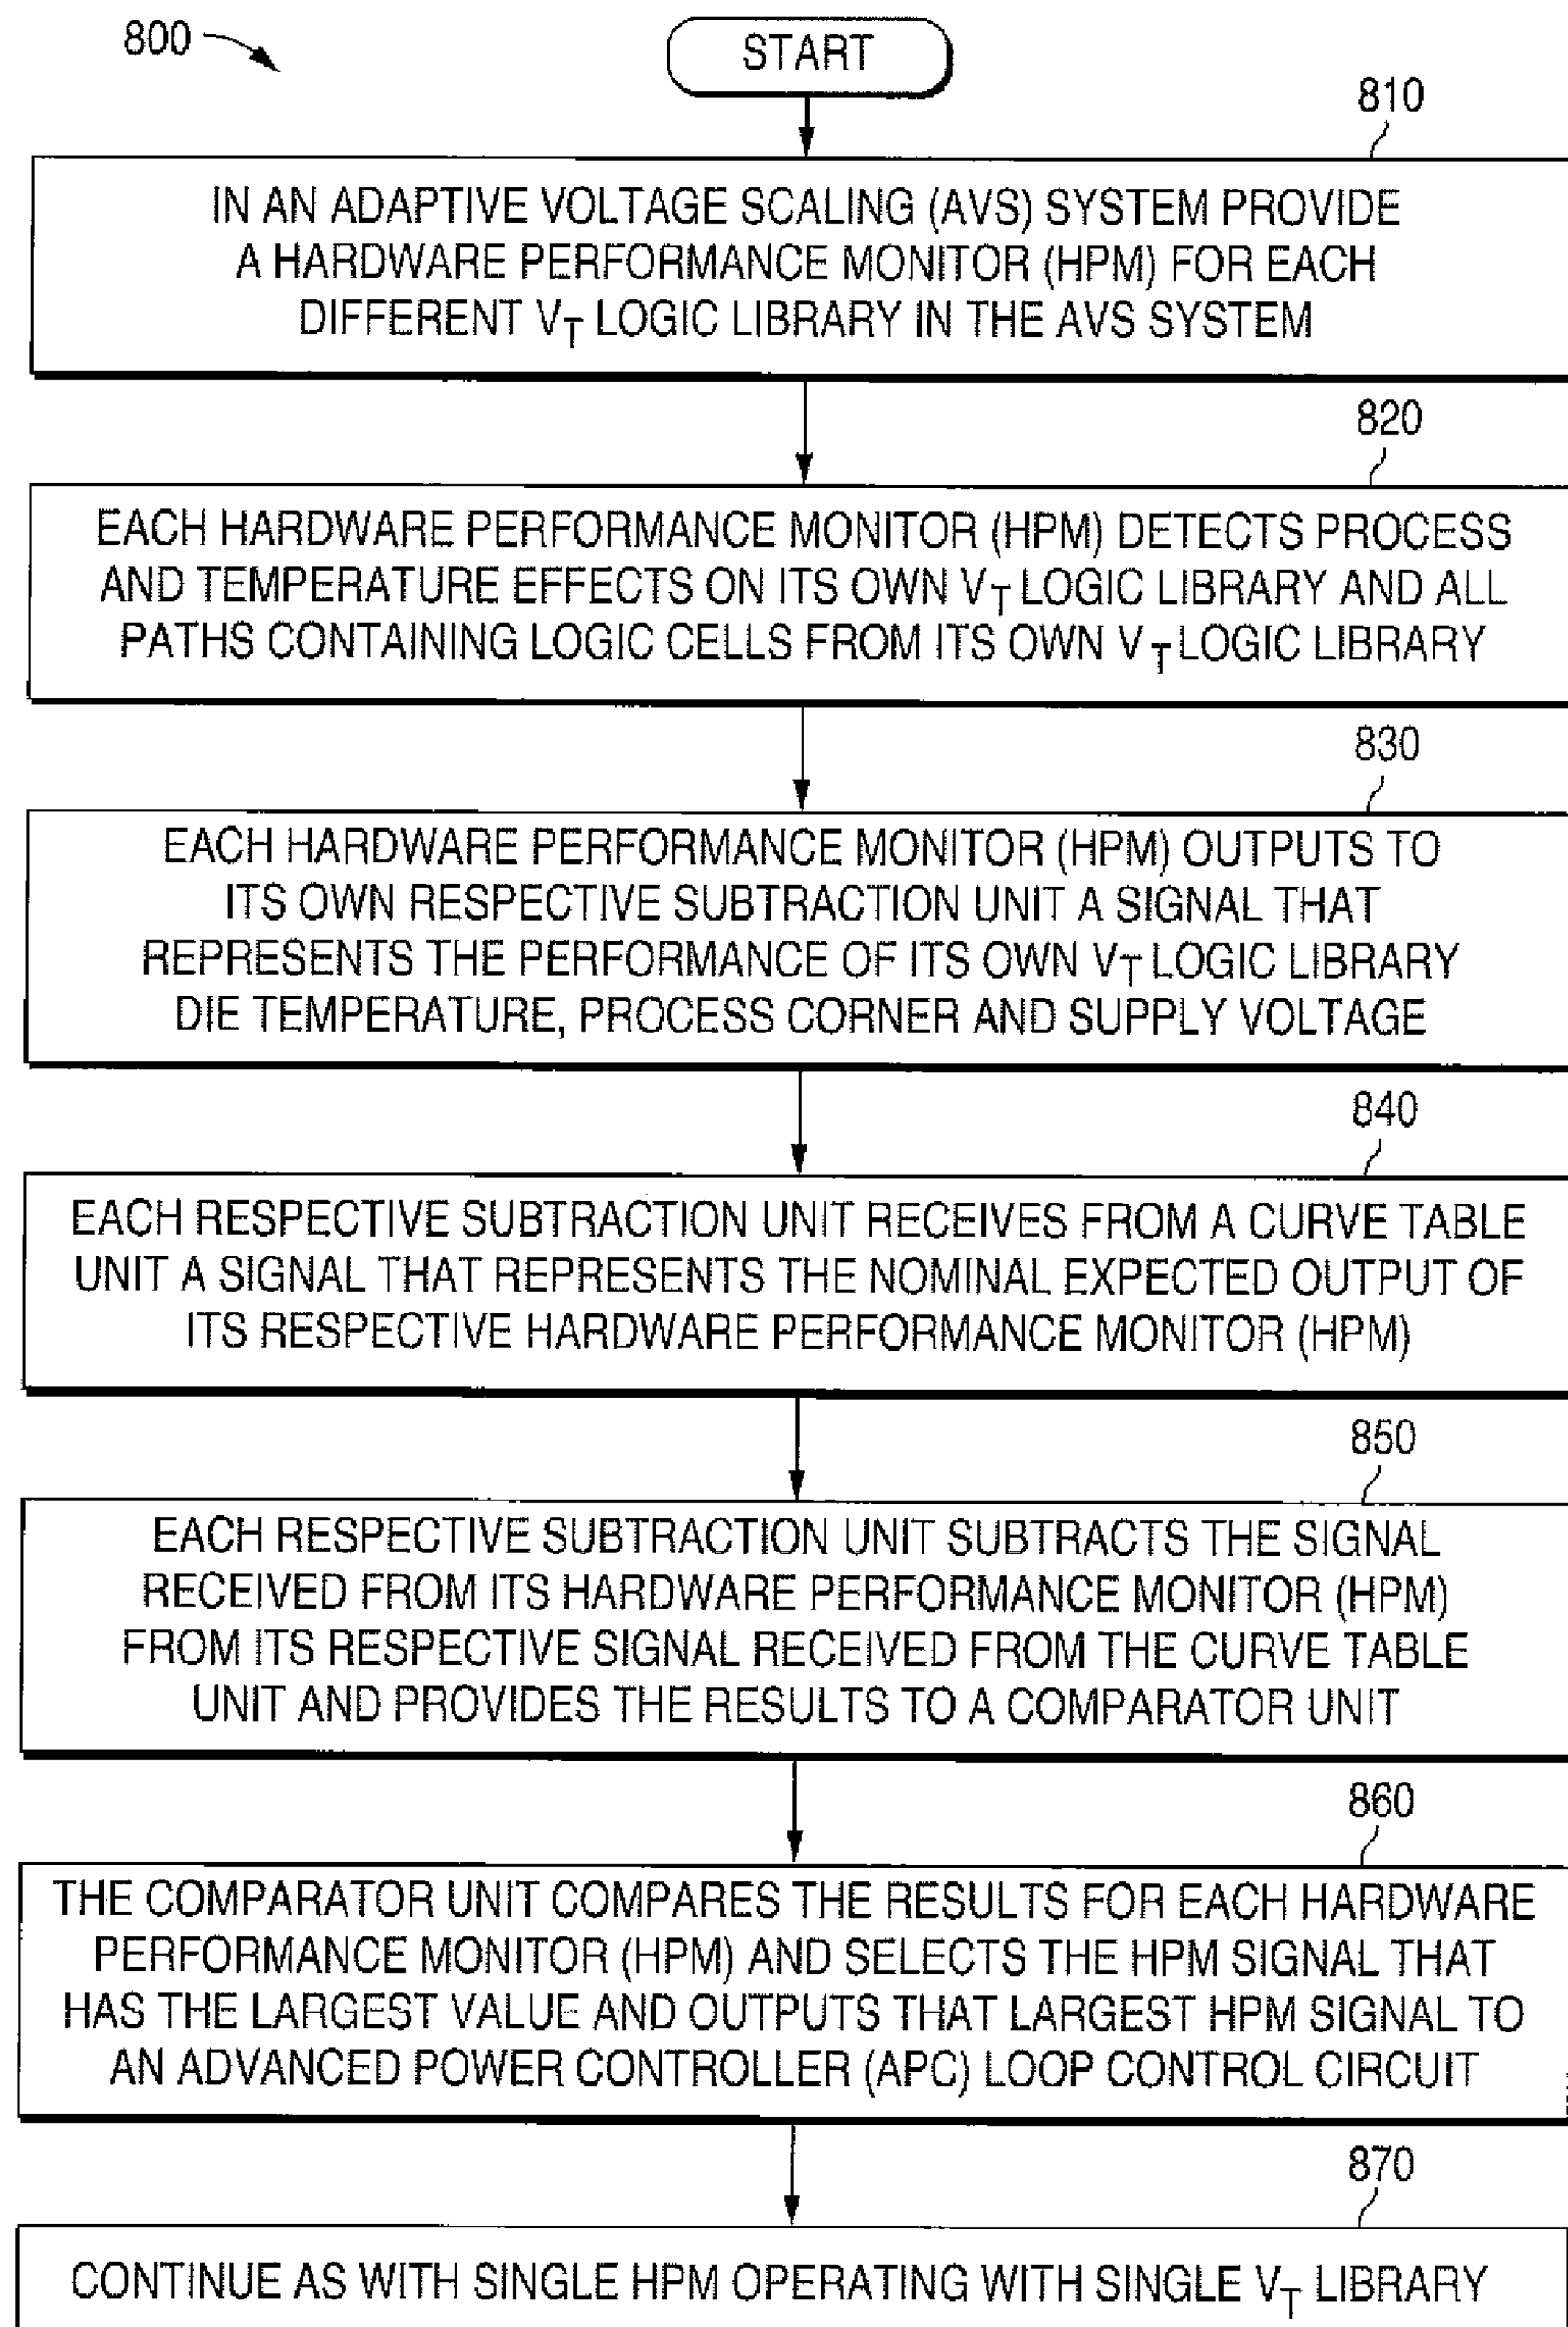 800
START
810
IN AN ADAPTIVE VOLTAGE SCALING (AVS) SYSTEM PROVIDE
A HARDWARE PERFORMANCE MONITOR (HPM) FOR EACH
DIFFERENT VT LOGIC LIBRARY IN THE AVS SYSTEM
820
EACH HARDWARE PERFORMANCE MONITOR (HPM) DETECTS PROCESS
AND TEMPERATURE EFFECTS ON ITS OWN VT LOGIC LIBRARY AND ALL
PATHS CONTAINING LOGIC CELLS FROM ITS OWN VT LOGIC LIBRARY
830
EACH HARDWARE PERFORMANCE MONITOR (HPM) OUTPUTS TO
ITS OWN RESPECTIVE SUBTRACTION UNIT A SIGNAL THAT
REPRESENTS THE PERFORMANCE OF ITS OWN VT LOGIC LIBRARY
DIE TEMPERATURE, PROCESS CORNER AND SUPPLY VOLTAGE
840
EACH RESPECTIVE SUBTRACTION UNIT RECEIVES FROM A CURVE TABLE
UNIT A SIGNAL THAT REPRESENTS THE NOMINAL EXPECTED OUTPUT OF
ITS RESPECTIVE HARDWARE PERFORMANCE MONITOR (HPM)
850
EACH RESPECTIVE SUBTRACTION UNIT SUBTRACTS THE SIGNAL
RECEIVED FROM ITS HARDWARE PERFORMANCE MONITOR (HPM)
FROM ITS RESPECTIVE SIGNAL RECEIVED FROM THE CURVE TABLE
UNIT AND PROVIDES THE RESULTS TO A COMPARATOR UNIT
860
THE COMPARATOR UNIT COMPARES THE RESULTS FOR EACH HARDWARE
PERFORMANCE MONITOR (HPM) AND SELECTS THE HPM SIGNAL THAT
HAS THE LARGEST VALUE AND OUTPUTS THAT LARGEST HPM SIGNAL TO
AN ADVANCED POWER CONTROLLER (APC) LOOP CONTROL CIRCUIT
870
CONTINUE AS WITH SINGLE HPM OPERATING WITH SINGLE VT LIBRARY